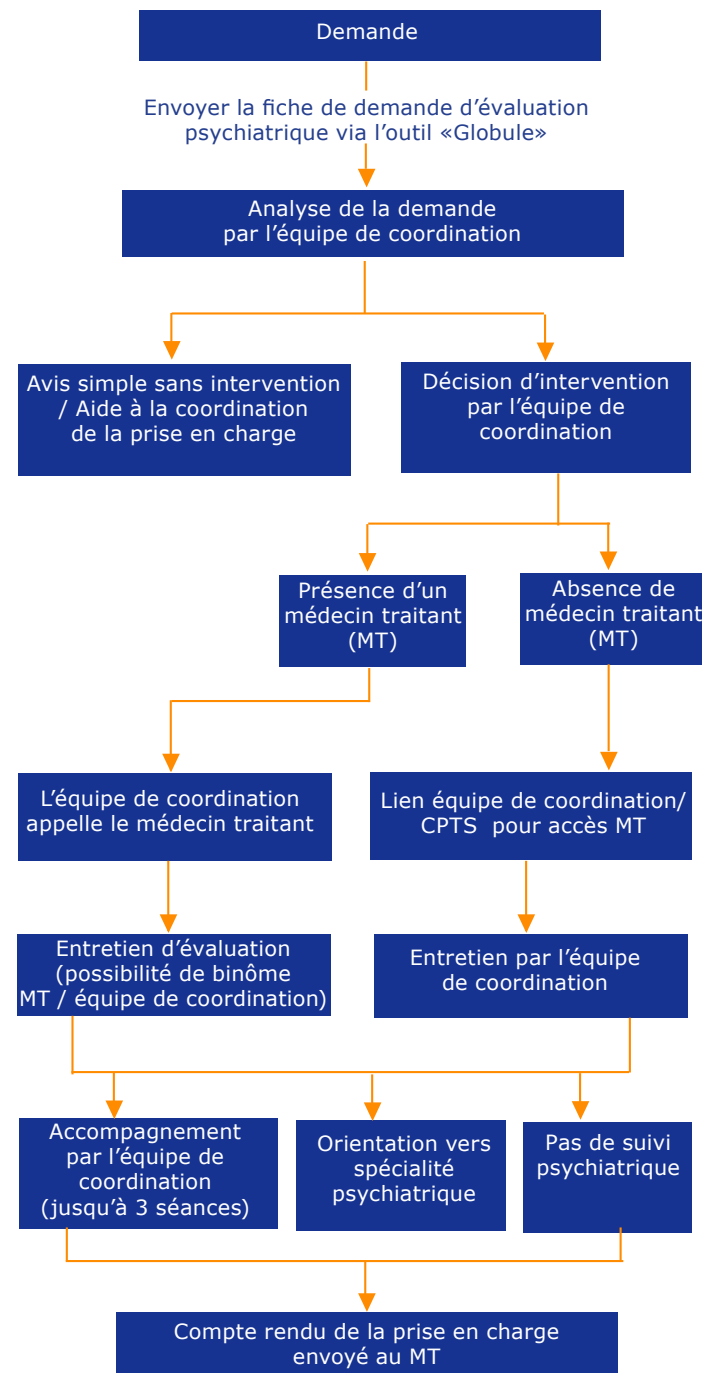 Demande
Envoyer la fiche de demande d’évaluation
psychiatrique via l’outil «Globule»
Analyse de la demande
par l’équipe de coordination
Avis simple sans intervention
/ Aide à la coordination
de la prise en charge
Décision d’intervention
par l’équipe de
coordination
Présence d’un
médecin traitant
(MT)
Absence de
médecin traitant
(MT)
L’équipe de coordination
appelle le médecin traitant
Lien équipe de coordination/
CPTS pour accès MT
Entretien d’évaluation
(possibilité de binôme
MT / équipe de coordination)
Entretien par l’équipe
de coordination
Accompagnement
par l’équipe de
coordination
(jusqu’à 3 séances)
Orientation vers
spécialité
psychiatrique
Pas de suivi
psychiatrique
Compte rendu de la prise en charge
envoyé au MT